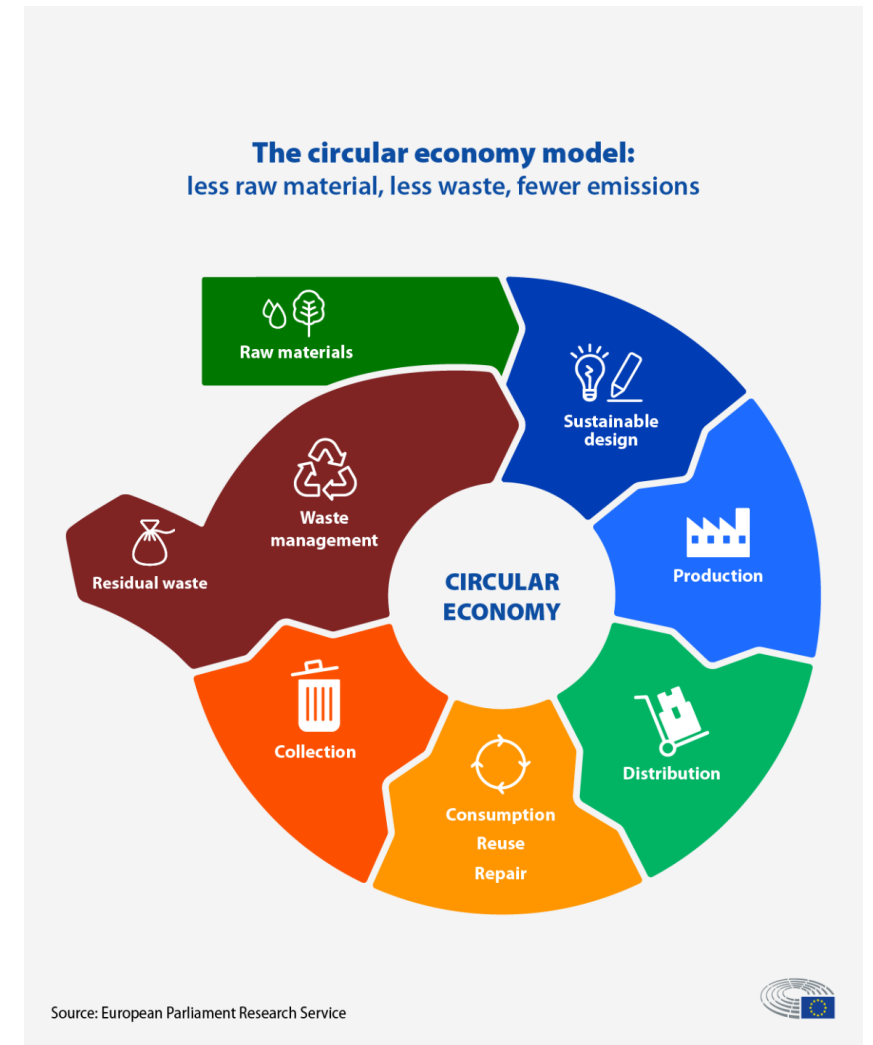 The circular economy model:
less raw material, less waste, fewer emissions
Raw materials
Sustainable
design
Production
Distribution
Consumption
Reuse
Repair
Collection
Waste
management
Residual waste
CIRCULAR
ECONOMY
Source: European Parliament Research Service